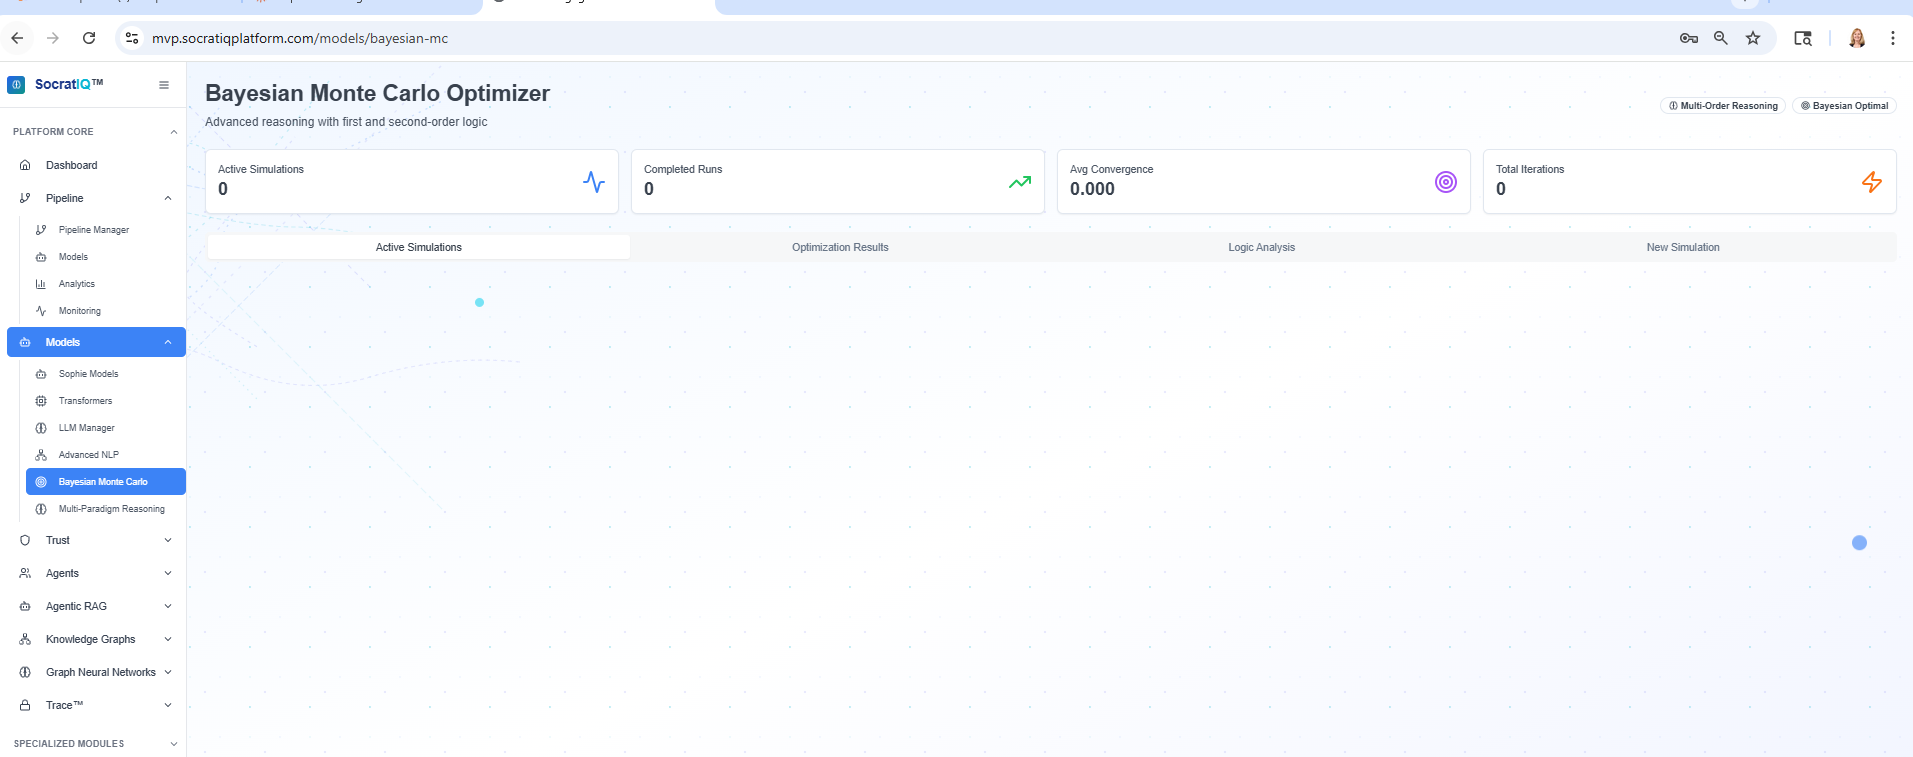 mvp.socratiqplatform.com/models/bayesian-mc
SocratIQ™
PLATFORM CORE
Dashboard
Pipeline
Pipeline Manager
Models
Analytics
Monitoring
Models
Sophie Models
Transformers
LLM Manager
Advanced NLP
Bayesian Monte Carlo
Multi-Paradigm Reasoning
Trust
Agents
Agentic RAG
Knowledge Graphs
Graph Neural Networks
Trace™
SPECIALIZED MODULES
Bayesian Monte Carlo Optimizer
Advanced reasoning with first and second-order logic
Multi-Order Reasoning
Bayesian Optimal
Active Simulations
0
Completed Runs
0
Avg Convergence
0.000
Total Iterations
0
Active Simulations
Optimization Results
Logic Analysis
New Simulation